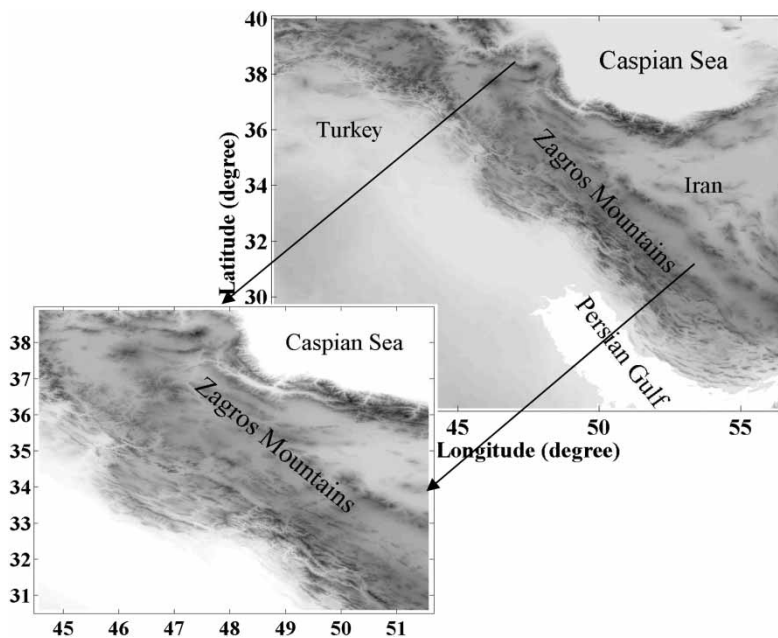 40
38
36
34
32
30
Latitude (degree)
Caspian Sea
Turkey
Zagros Mountains
Iran
Persian Gulf
45
50
55
Longitude (degree)
38
37
36
35
34
33
32
31
Caspian Sea
Zagros Mountains
45
46
47
48
49
50
51